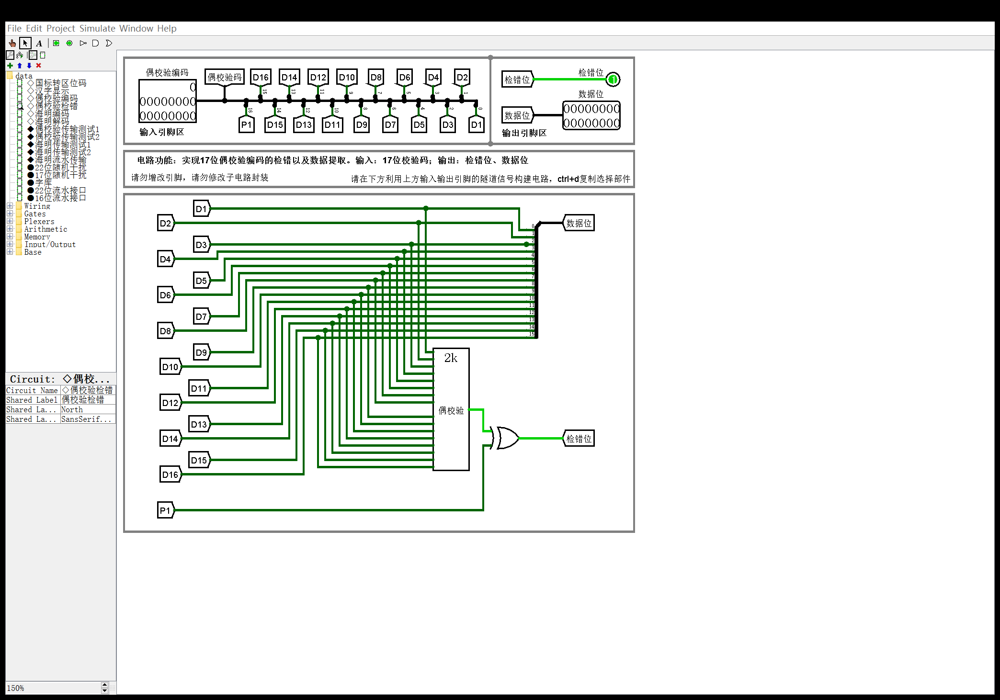 File Edit Project Simulate Window Help
data
◇国标转区位码
◇汉字显示
◇偶校验编码
◇偶校验检错
◇海明编码
◇海明解码
◆偶校验传输测试1
◆偶校验传输测试2
◆海明传输测试1
◆海明传输测试2
◆海明流水传输
●22位随机干扰
●17位随机干扰
●字库
●22位流水接口
●16位流水接口
Wiring
Gates
Plexers
Arithmetic
Memory
Input/Output
Base
Circuit: ◇偶校...
Circuit Name ◇偶校验检错
Shared Label 偶校验检错
Shared La... North
Shared La... SansSerif...
150%
偶校验编码
0
00000000
00000000
输入引脚区
偶校验码 D16 D14 D12 D10 D8 D6 D4 D2
15 13 11 9 7 5 3 1
16 14 12 10 8 6 4 2 0
P1 D15 D13 D11 D9 D7 D5 D3 D1
检错位 检错位 1
数据位
数据位 00000000
00000000
输出引脚区
电路功能：实现17位偶校验编码的检错以及数据提取。输入：17位校验码；输出：检错位、数据位
请勿增改引脚，请勿修改子电路封装
请在下方利用上方输入输出引脚的隧道信号构建电路，ctrl+d复制选择部件
D1
D2
D3
D4
D5
D6
D7
D8
D9
D10
D11
D12
D13
D14
D15
D16
P1
0
1
2
3
4
5
6
7
8
9
10
11
12
13
14
15
数据位
2k
偶校验
检错位